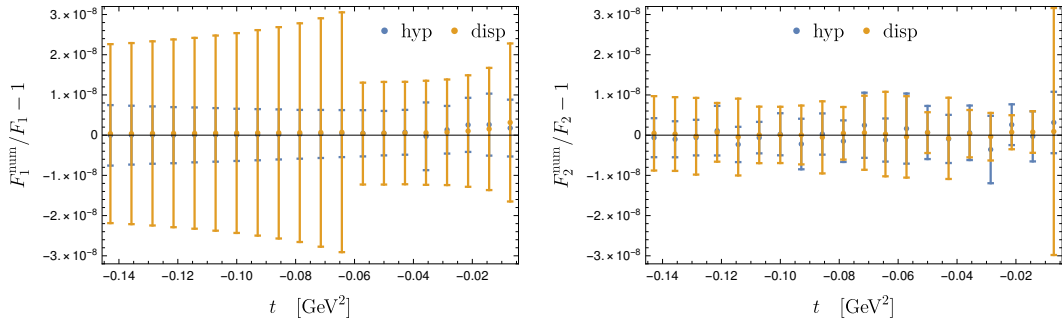 F₁ⁿᵘᵐ/F₁ − 1
3.×10⁻⁸
2.×10⁻⁸
1.×10⁻⁸
0
-1.×10⁻⁸
-2.×10⁻⁸
-3.×10⁻⁸
hyp disp
-0.14 -0.12 -0.10 -0.08 -0.06 -0.04 -0.02
t [GeV²]
F₂ⁿᵘᵐ/F₂ − 1
3.×10⁻⁸
2.×10⁻⁸
1.×10⁻⁸
0
-1.×10⁻⁸
-2.×10⁻⁸
-3.×10⁻⁸
hyp disp
-0.14 -0.12 -0.10 -0.08 -0.06 -0.04 -0.02
t [GeV²]